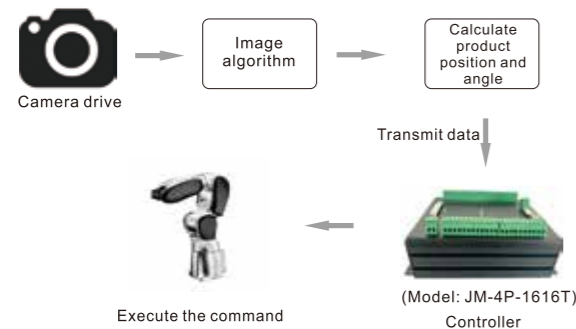 Camera drive
Image
algorithm
Calculate
product
position and
angle
Transmit data
(Model: JM-4P-1616T)
Controller
Execute the command